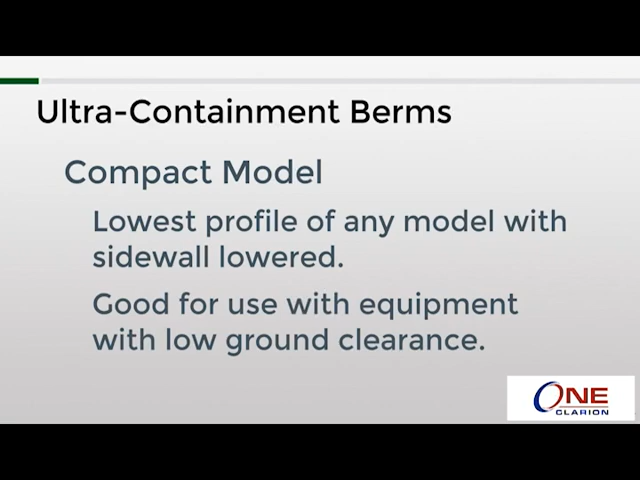 Ultra-Containment Berms
Compact Model
Lowest profile of any model with
sidewall lowered.
Good for use with equipment
with low ground clearance.
ONE
CLARION